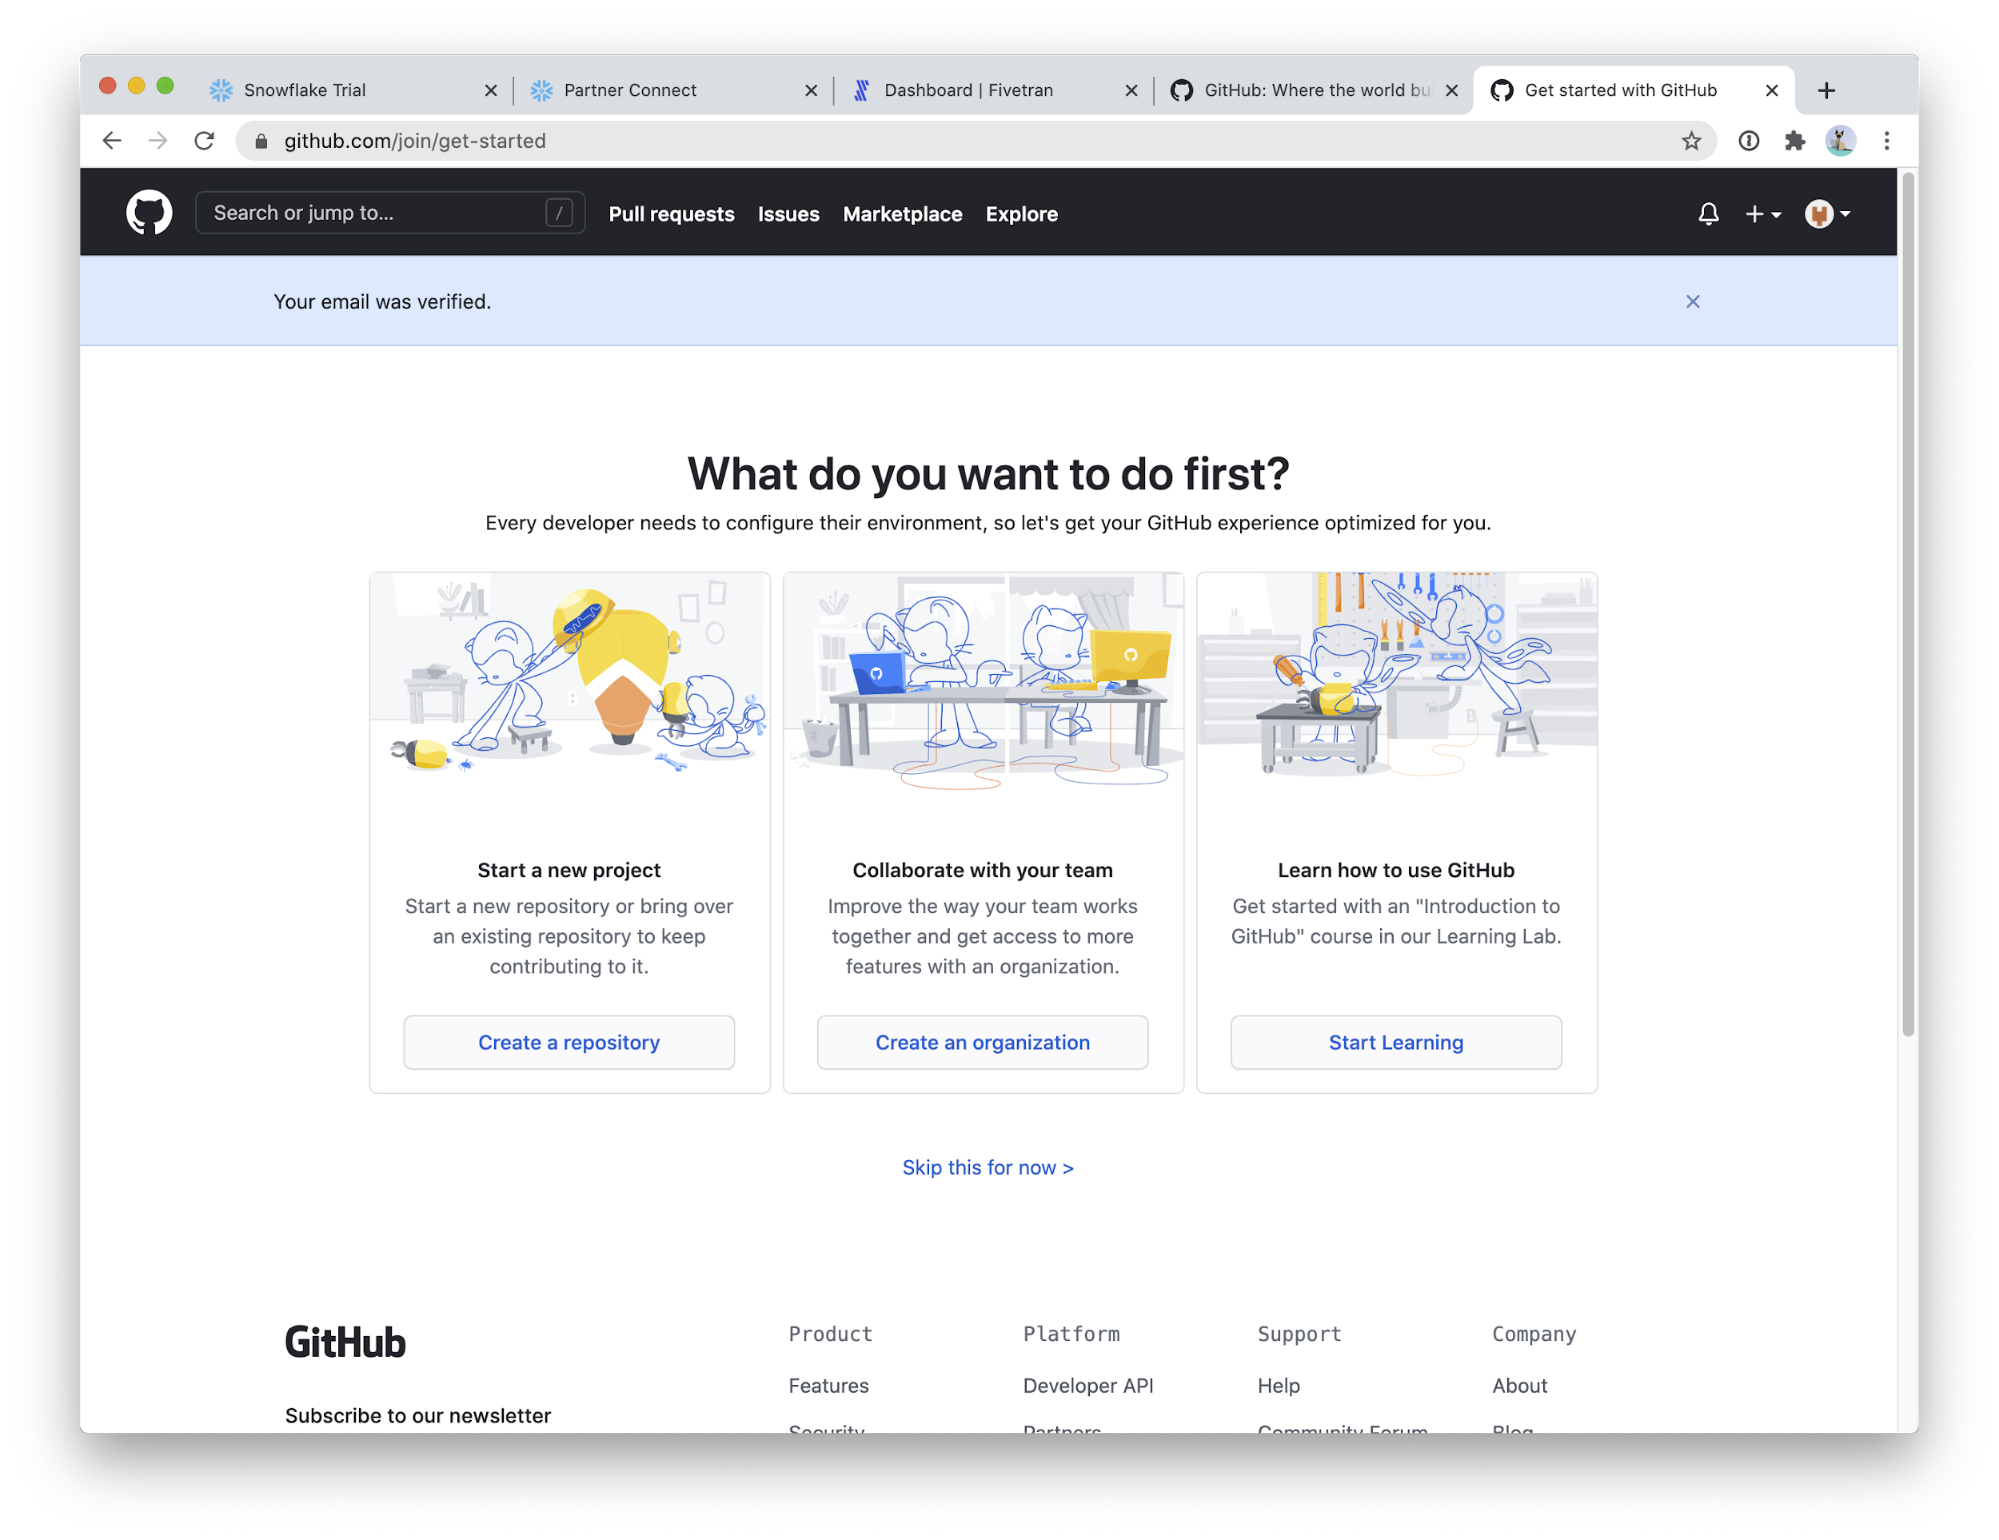 Snowflake Trial
Partner Connect
Dashboard | Fivetran
GitHub: Where the world bu
Get started with GitHub
github.com/join/get-started
Search or jump to...
/
Pull requests
Issues
Marketplace
Explore
Your email was verified.
What do you want to do first?
Every developer needs to configure their environment, so let's get your GitHub experience optimized for you.
Start a new project
Start a new repository or bring over
an existing repository to keep
contributing to it.
Create a repository
Collaborate with your team
Improve the way your team works
together and get access to more
features with an organization.
Create an organization
Learn how to use GitHub
Get started with an "Introduction to
GitHub" course in our Learning Lab.
Start Learning
Skip this for now >
GitHub
Subscribe to our newsletter
Product
Features
Security
Platform
Developer API
Partners
Support
Help
Community Forum
Company
About
Blog